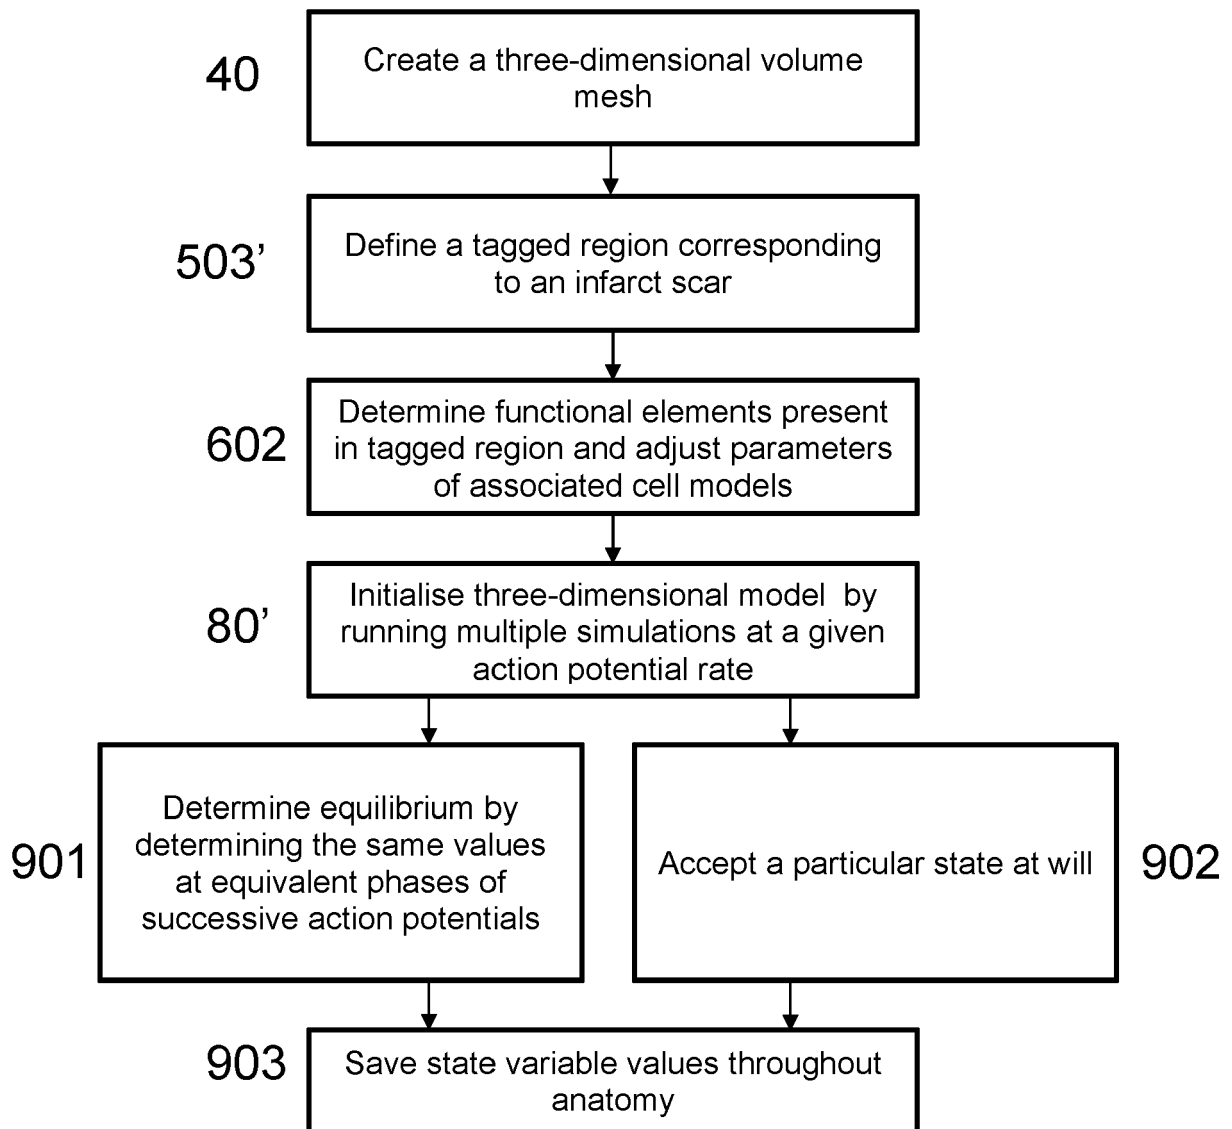 40
Create a three-dimensional volume
mesh
503’
Define a tagged region corresponding
to an infarct scar
602
Determine functional elements present
in tagged region and adjust parameters
of associated cell models
80’
Initialise three-dimensional model by
running multiple simulations at a given
action potential rate
901
Determine equilibrium by
determining the same values
at equivalent phases of
successive action potentials
Accept a particular state at will
902
903
Save state variable values throughout
anatomy